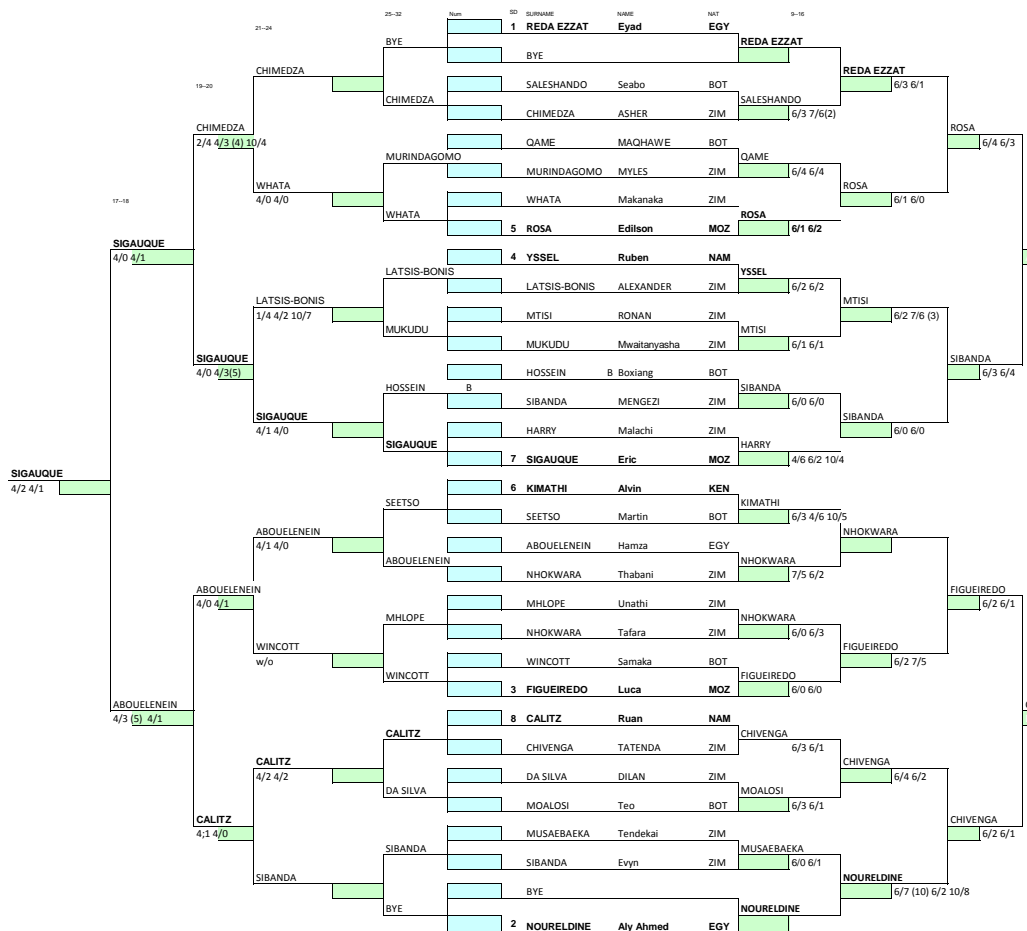 25--32 Num SD SURNAME NAME NAT 9--16
1 REDA EZZAT Eyad EGY
21--24
BYE REDA EZZAT
BYE
CHIMEDZA REDA EZZAT
19--20 SALESHANDO Seabo BOT 6/3 6/1
CHIMEDZA SALESHANDO
CHIMEDZA ASHER ZIM 6/3 7/6(2)
CHIMEDZA ROSA
2/4 4/3 (4) 10/4 QAME MAQHAWE BOT 6/4 6/3
MURINDAGOMO QAME
MURINDAGOMO MYLES ZIM 6/4 6/4
WHATA ROSA
17--18 4/0 4/0 WHATA Makanaka ZIM 6/1 6/0
WHATA ROSA
5 ROSA Edilson MOZ 6/1 6/2
SIGAUQUE
4/0 4/1 4 YSSEL Ruben NAM
LATSIS-BONIS YSSEL
LATSIS-BONIS ALEXANDER ZIM 6/2 6/2
LATSIS-BONIS MTISI
1/4 4/2 10/7 MTISI RONAN ZIM 6/2 7/6 (3)
MUKUDU MTISI
MUKUDU Mwaitanyasha ZIM 6/1 6/1
SIGAUQUE SIBANDA
4/0 4/3(5) HOSSEIN B Boxiang BOT 6/3 6/4
HOSSEIN B SIBANDA
SIBANDA MENGEZI ZIM 6/0 6/0
SIGAUQUE SIBANDA
4/1 4/0 HARRY Malachi ZIM 6/0 6/0
SIGAUQUE HARRY
7 SIGAUQUE Eric MOZ 4/6 6/2 10/4
SIGAUQUE
4/2 4/1 6 KIMATHI Alvin KEN
SEETSO KIMATHI
SEETSO Martin BOT 6/3 4/6 10/5
ABOUELENEIN NHOKWARA
4/1 4/0 ABOUELENEIN Hamza EGY
ABOUELENEIN NHOKWARA
NHOKWARA Thabani ZIM 7/5 6/2
ABOUELENEIN FIGUEIREDO
4/0 4/1 MHLOPE Unathi ZIM 6/2 6/1
MHLOPE NHOKWARA
NHOKWARA Tafara ZIM 6/0 6/3
WINCOTT FIGUEIREDO
w/o WINCOTT Samaka BOT 6/2 7/5
WINCOTT FIGUEIREDO
3 FIGUEIREDO Luca MOZ 6/0 6/0
ABOUELENEIN
4/3 (5) 4/1 8 CALITZ Ruan NAM
CALITZ CHIVENGA
CHIVENGA TATENDA ZIM 6/3 6/1
CALITZ CHIVENGA
4/2 4/2 DA SILVA DILAN ZIM 6/4 6/2
DA SILVA MOALOSI
MOALOSI Teo BOT 6/3 6/1
CALITZ CHIVENGA
4;1 4/0 MUSAEBAEKA Tendekai ZIM 6/2 6/1
SIBANDA MUSAEBAEKA
SIBANDA Evyn ZIM 6/0 6/1
SIBANDA NOURELDINE
BYE 6/7 (10) 6/2 10/8
BYE NOURELDINE
2 NOURELDINE Aly Ahmed EGY